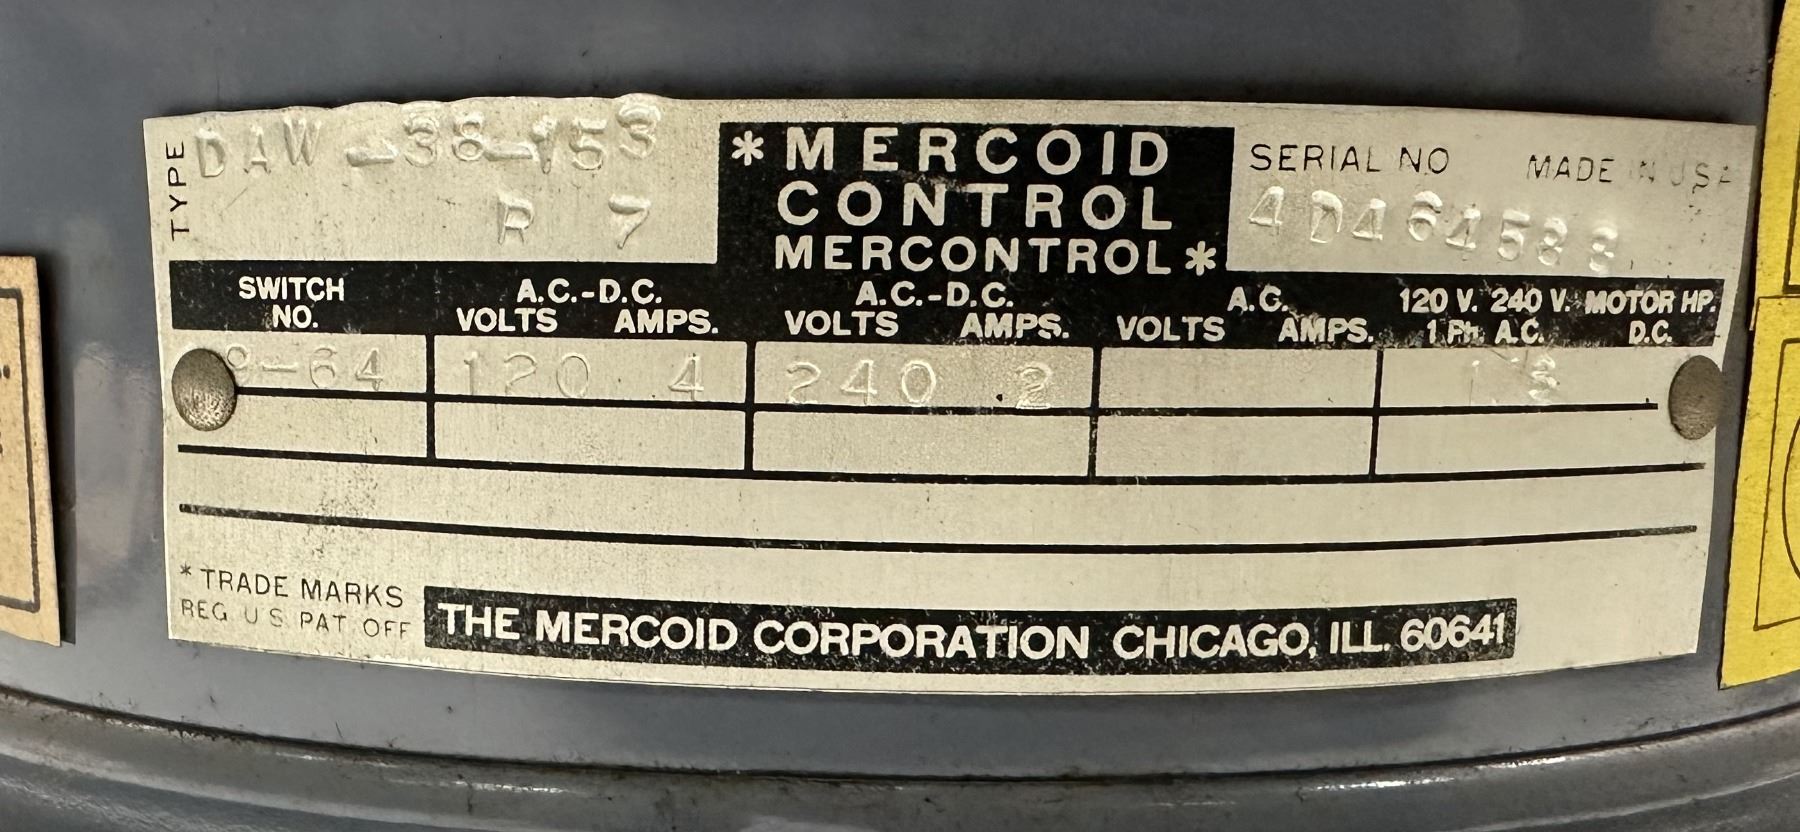 TYPE DAW-38-153
R 7
*MERCOID
CONTROL
MERCONTROL*
SERIAL NO MADE IN USA
4D464588
SWITCH NO.
A.C.-D.C.
VOLTS AMPS.
A.C.-D.C.
VOLTS AMPS.
A.C.
VOLTS AMPS.
120 V. 240 V. MOTOR HP.
1 Ph. A.C. D.C.
9-64 120 4 240 2
* TRADE MARKS
REG U S PAT OFF
THE MERCOID CORPORATION CHICAGO, ILL. 60641